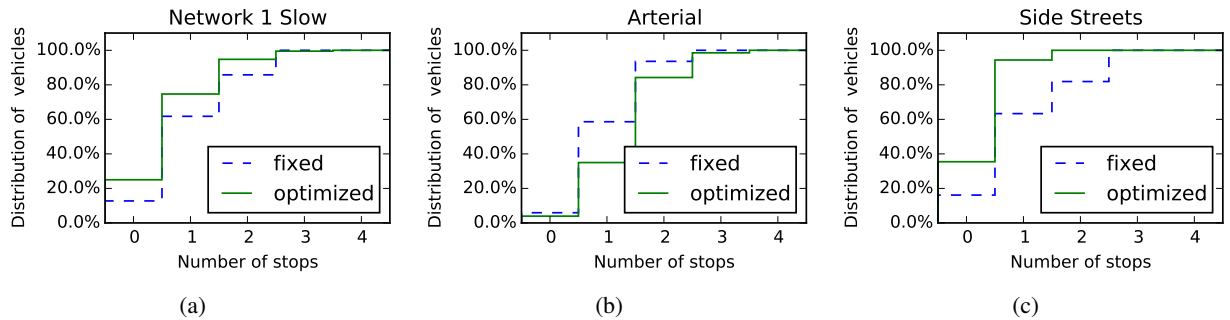 Network 1 Slow
Distribution of vehicles
100.0%
80.0%
60.0%
40.0%
20.0%
0.0%
fixed
optimized
0 1 2 3 4
Number of stops
(a)
Arterial
Distribution of vehicles
100.0%
80.0%
60.0%
40.0%
20.0%
0.0%
fixed
optimized
0 1 2 3 4
Number of stops
(b)
Side Streets
Distribution of vehicles
100.0%
80.0%
60.0%
40.0%
20.0%
0.0%
fixed
optimized
0 1 2 3 4
Number of stops
(c)